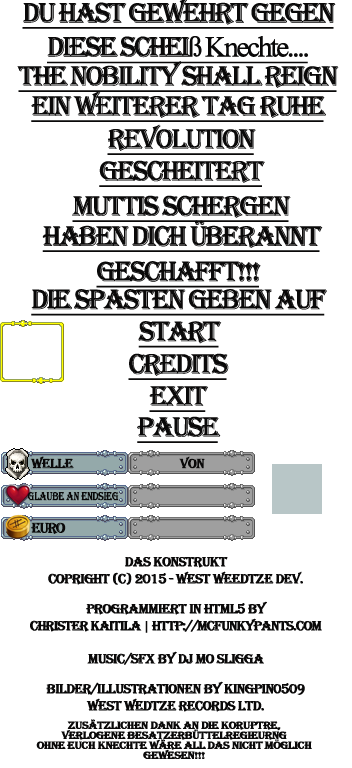 DU HAST GEWEHRT GEGEN
DIESE SCHEIß Knechte....
THE NOBILITY SHALL REIGN
EIN WEITERER TAG RUHE
REVOLUTION
GESCHEITERT
MUTTIS SCHERGEN
HABEN DICH ÜBERANNT
GESCHAFFT!!!
DIE SPASTEN GEBEN AUF
START
CREDITS
EXIT
PAUSE
WELLE VON
GLAUBE AN ENDSIEG
EURO
DAS KONSTRUKT
COPRIGHT (C) 2015 - WEST WEEDTZE DEV.
PROGRAMMIERT IN HTML5 BY
CHRISTER KAITILA | HTTP://MCFUNKYPANTS.COM
MUSIC/SFX BY DJ MO SLIGGA
BILDER/ILLUSTRATIONEN BY KINGPIN0509
WEST WEDTZE RECORDS LTD.
ZUSÄTZLICHEN DANK AN DIE KORUPTRE,
VERLOGENE BESATZERBÜTTELREGIEURNG
OHNE EUCH KNECHTE WÄRE ALL DAS NICHT MÖGLICH
GEWESEN!!!